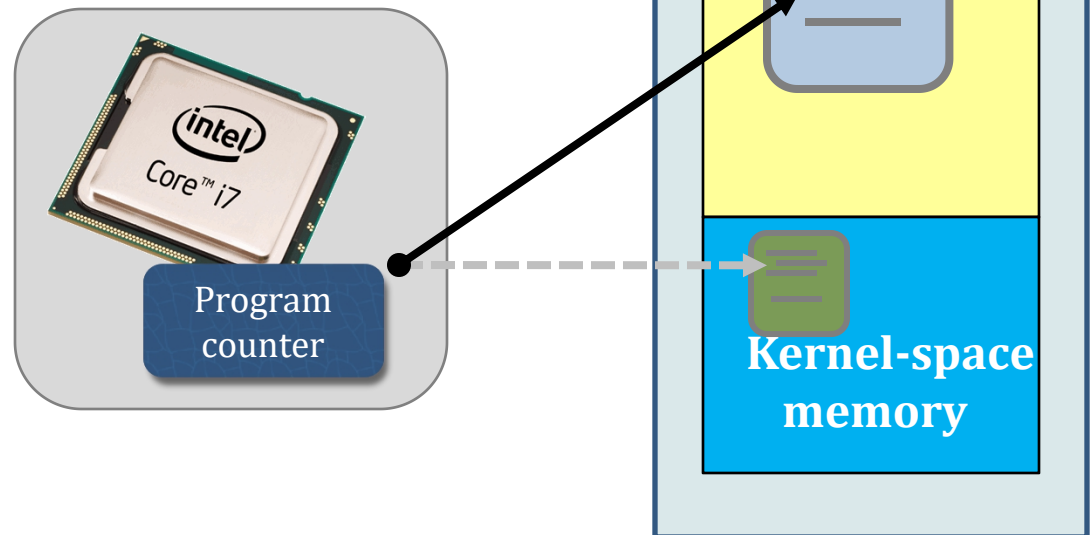 intel
Core™ i7
Program
counter
Kernel-space
memory